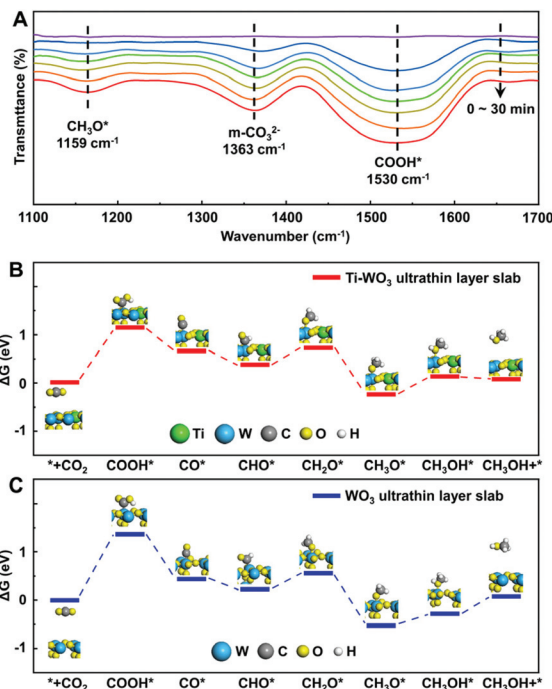 A
Transmittance (%)
CH₃O*
1159 cm⁻¹
m-CO₃²⁻
1363 cm⁻¹
COOH*
1530 cm⁻¹
0 ~ 30 min
1100 1200 1300 1400 1500 1600 1700
Wavenumber (cm⁻¹)
B
Ti-WO₃ ultrathin layer slab
ΔG (eV)
1
0
-1
Ti W C O H
*+CO₂ COOH* CO* CHO* CH₂O* CH₃O* CH₃OH* CH₃OH+*
C
WO₃ ultrathin layer slab
ΔG (eV)
1
0
-1
W C O H
*+CO₂ COOH* CO* CHO* CH₂O* CH₃O* CH₃OH* CH₃OH+*